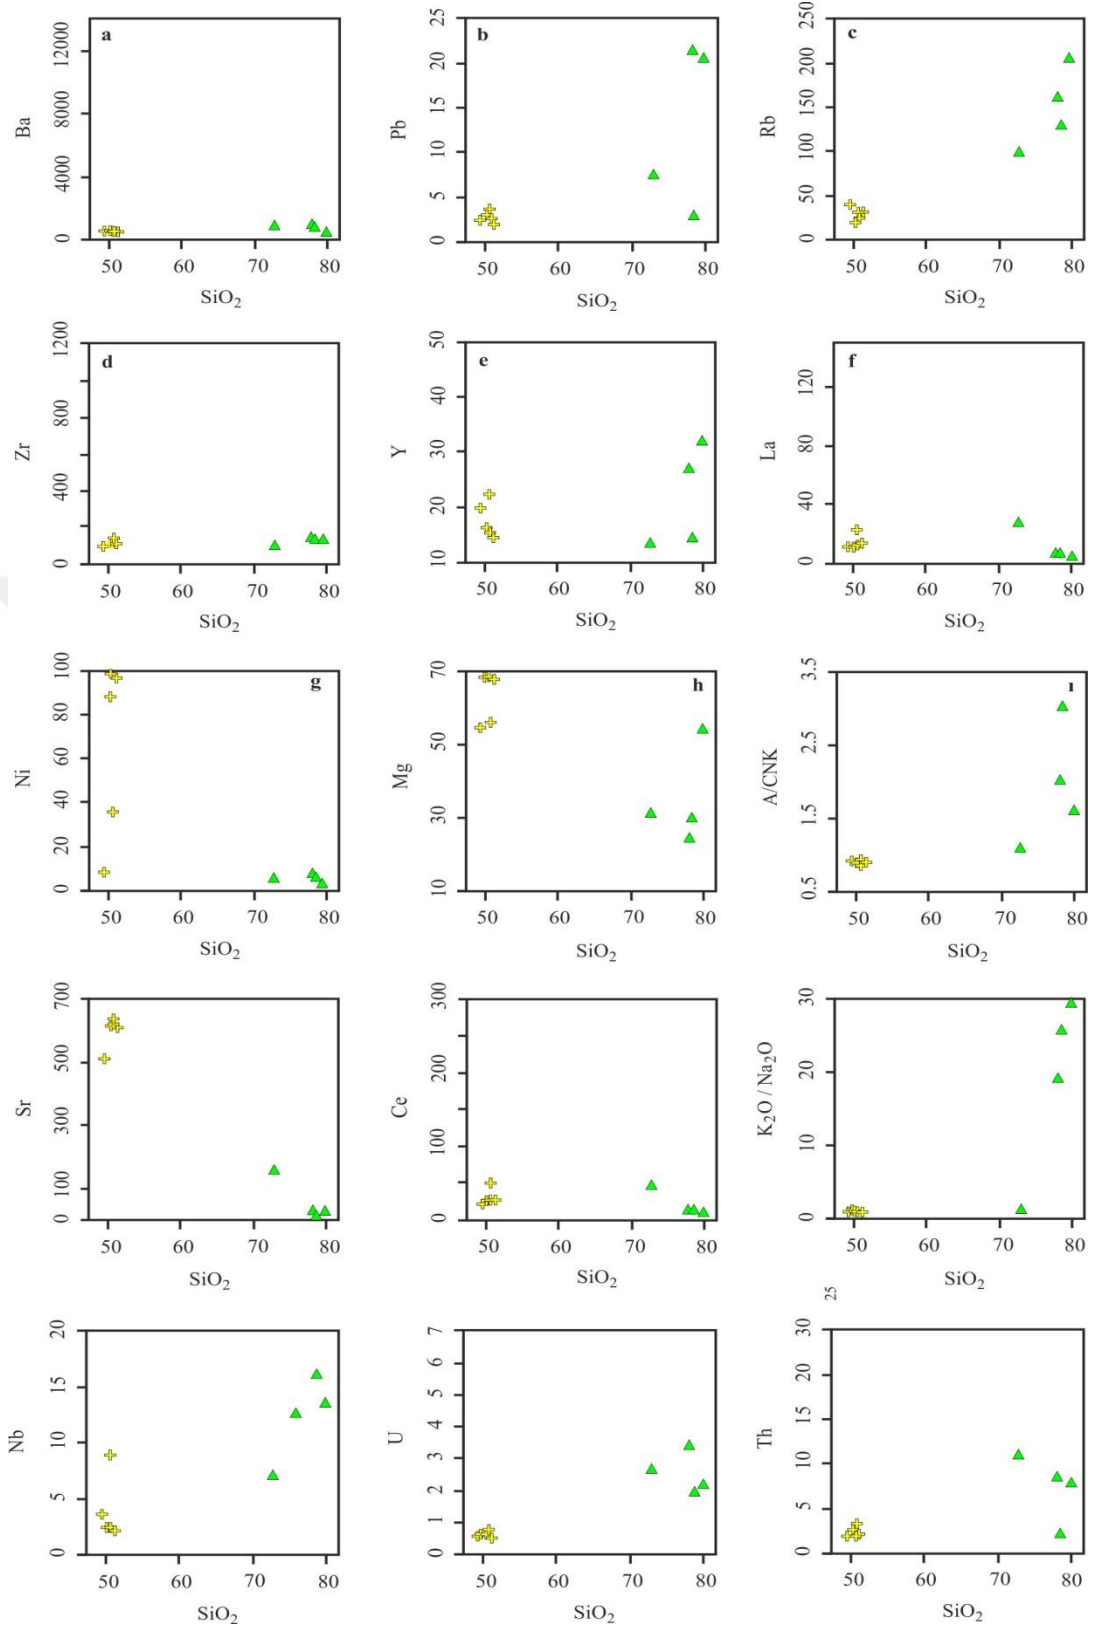 a
Ba
0 4000 8000 12000
50 60 70 80
SiO2
b
Pb
0 5 10 15 20 25
50 60 70 80
SiO2
c
Rb
0 50 100 150 200 250
50 60 70 80
SiO2
d
Zr
0 400 800 1200
50 60 70 80
SiO2
e
Y
10 20 30 40 50
50 60 70 80
SiO2
f
La
0 40 80 120
50 60 70 80
SiO2
g
Ni
0 20 40 60 80 100
50 60 70 80
SiO2
h
Mg
10 30 50 70
50 60 70 80
SiO2
ı
A/CNK
0.5 1.5 2.5 3.5
50 60 70 80
SiO2
Sr
0 100 300 500 700
50 60 70 80
SiO2
Ce
0 100 200 300
50 60 70 80
SiO2
K2O / Na2O
0 10 20 30
50 60 70 80
SiO2
Nb
0 5 10 15 20
50 60 70 80
SiO2
U
0 1 2 3 4 5 6 7
50 60 70 80
SiO2
25
Th
0 5 10 15 20 30
50 60 70 80
SiO2